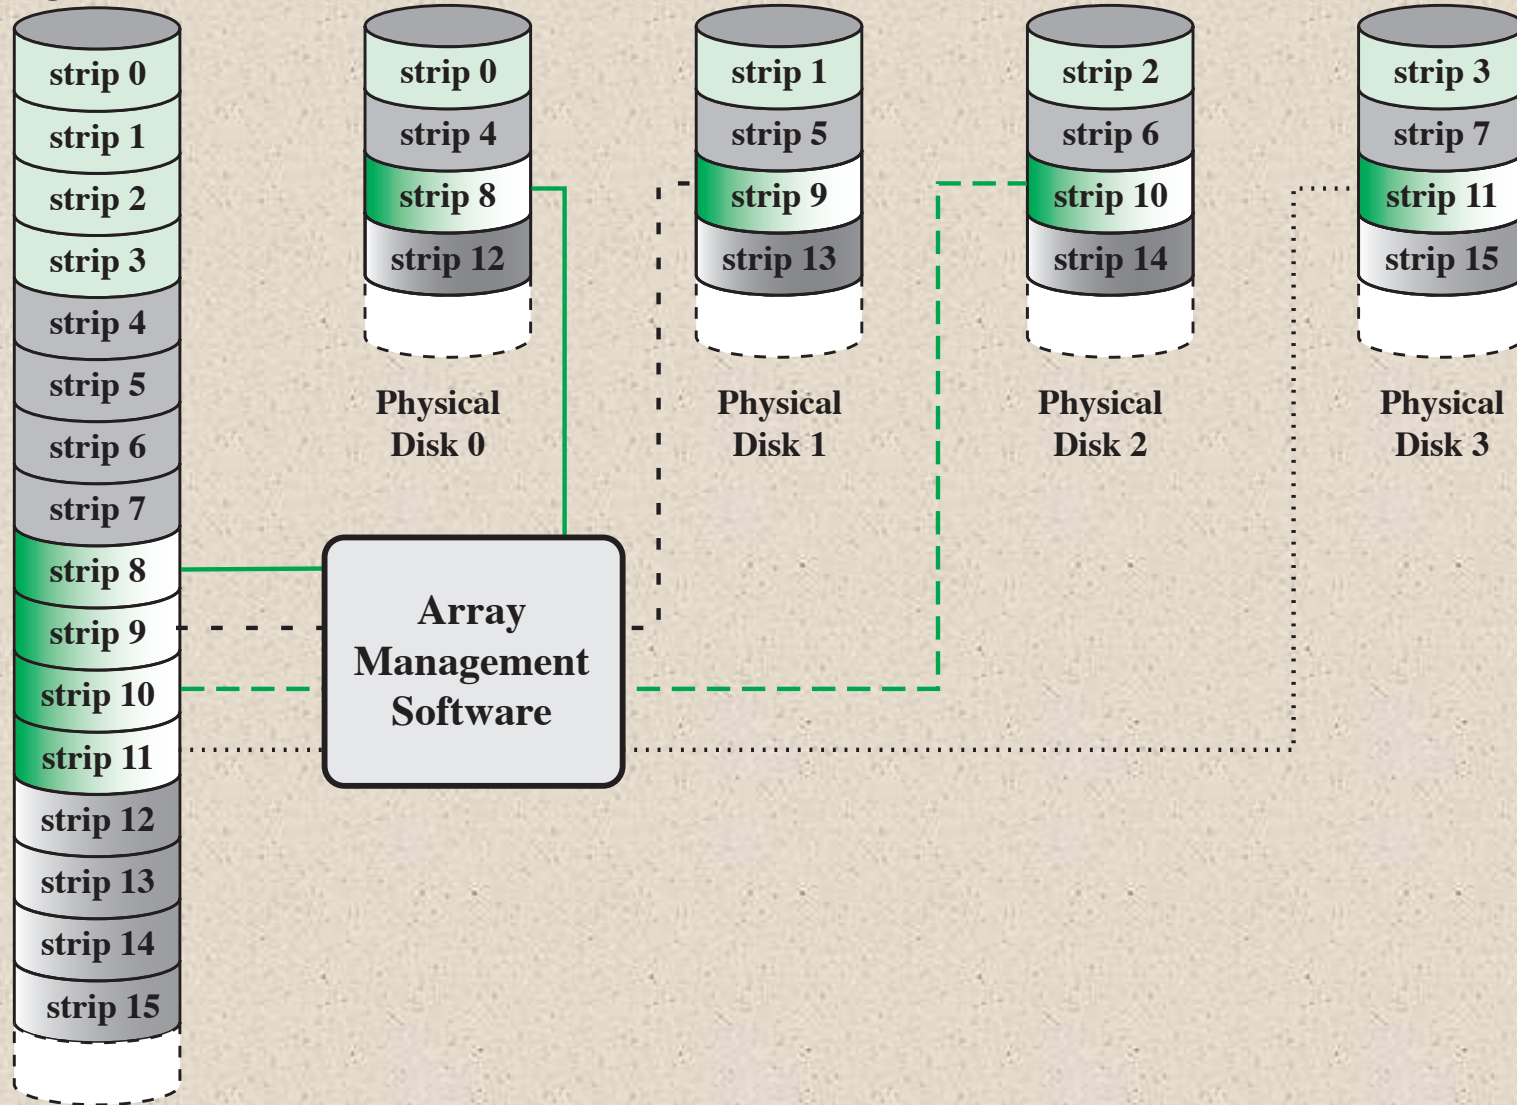 strip 0
strip 1
strip 2
strip 3
strip 4
strip 5
strip 6
strip 7
strip 8
strip 9
strip 10
strip 11
strip 12
strip 13
strip 14
strip 15
strip 0
strip 4
strip 8
strip 12
Physical
Disk 0
strip 1
strip 5
strip 9
strip 13
Physical
Disk 1
strip 2
strip 6
strip 10
strip 14
Physical
Disk 2
strip 3
strip 7
strip 11
strip 15
Physical
Disk 3
Array
Management
Software